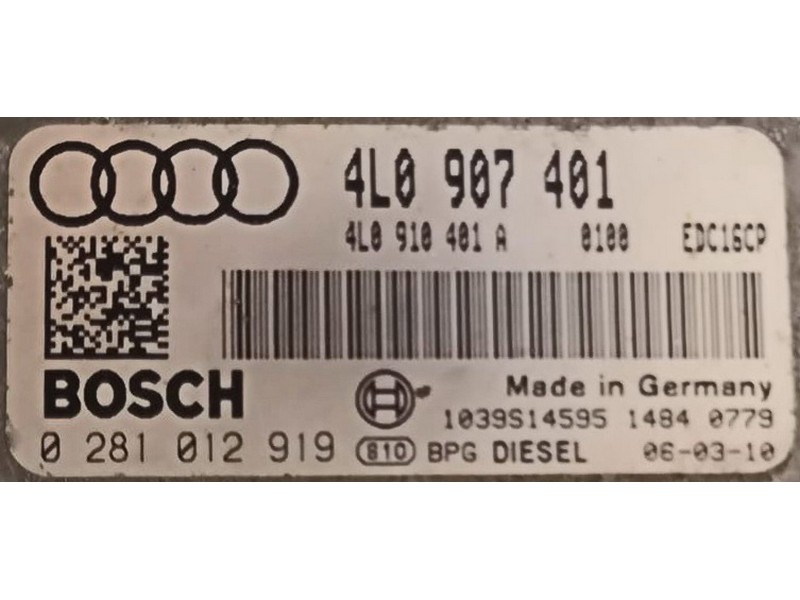 4L0 907 401
4L0 910 401 A 0100 EDC16CP
BOSCH
Made in Germany
1039S14595 1484 0779
0 281 012 919 810 BPG DIESEL 06-03-10